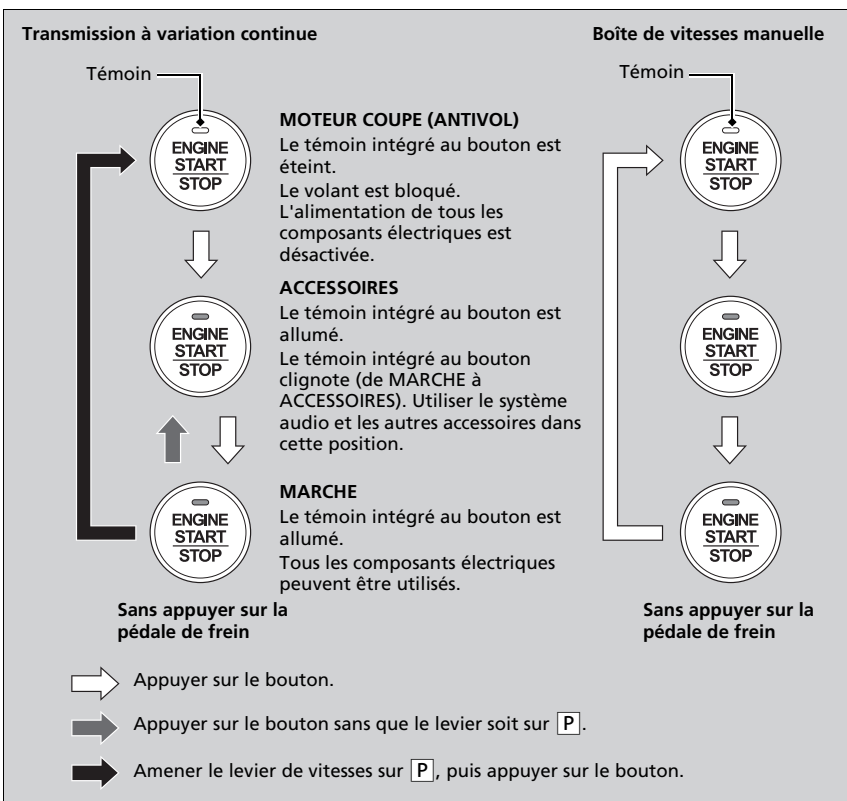 Transmission à variation continue
Boîte de vitesses manuelle
Témoin
Témoin
ENGINE
START
STOP
MOTEUR COUPE (ANTIVOL)
Le témoin intégré au bouton est
éteint.
Le volant est bloqué.
L'alimentation de tous les
composants électriques est
désactivée.
ENGINE
START
STOP
ENGINE
START
STOP
ACCESSOIRES
Le témoin intégré au bouton est
allumé.
Le témoin intégré au bouton
clignote (de MARCHE à
ACCESSOIRES). Utiliser le système
audio et les autres accessoires dans
cette position.
ENGINE
START
STOP
ENGINE
START
STOP
MARCHE
Le témoin intégré au bouton est
allumé.
Tous les composants électriques
peuvent être utilisés.
ENGINE
START
STOP
Sans appuyer sur la
pédale de frein
Sans appuyer sur la
pédale de frein
Appuyer sur le bouton.
Appuyer sur le bouton sans que le levier soit sur P.
Amener le levier de vitesses sur P, puis appuyer sur le bouton.